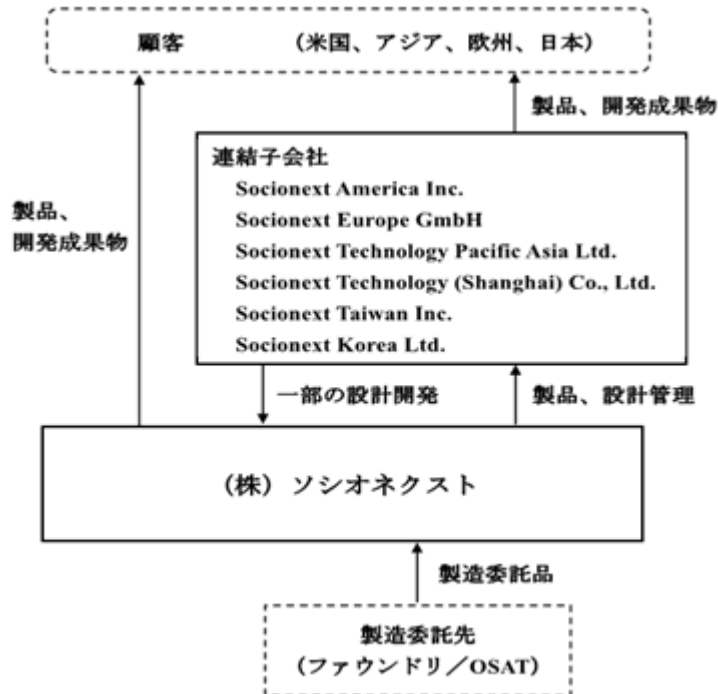 顧客 （米国、アジア、欧州、日本）
製品、開発成果物
連結子会社
Socionext America Inc.
Socionext Europe GmbH
Socionext Technology Pacific Asia Ltd.
Socionext Technology (Shanghai) Co., Ltd.
Socionext Taiwan Inc.
Socionext Korea Ltd.
製品、
開発成果物
一部の設計開発
製品、設計管理
（株）ソシオネクスト
製造委託品
製造委託先
（ファウンドリ／OSAT）